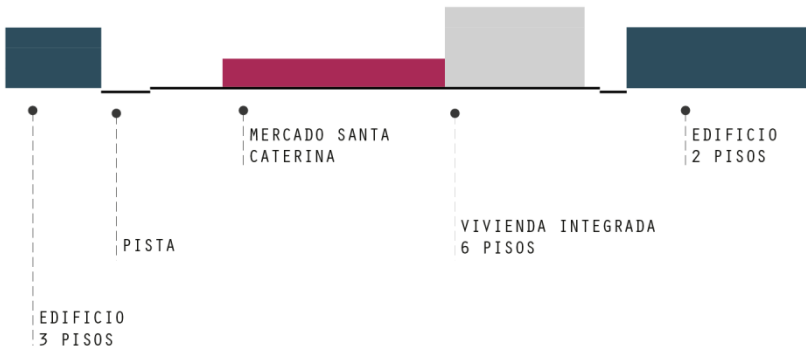 MERCADO SANTA
CATERINA
EDIFICIO
2 PISOS
PISTA
VIVIENDA INTEGRADA
6 PISOS
EDIFICIO
3 PISOS